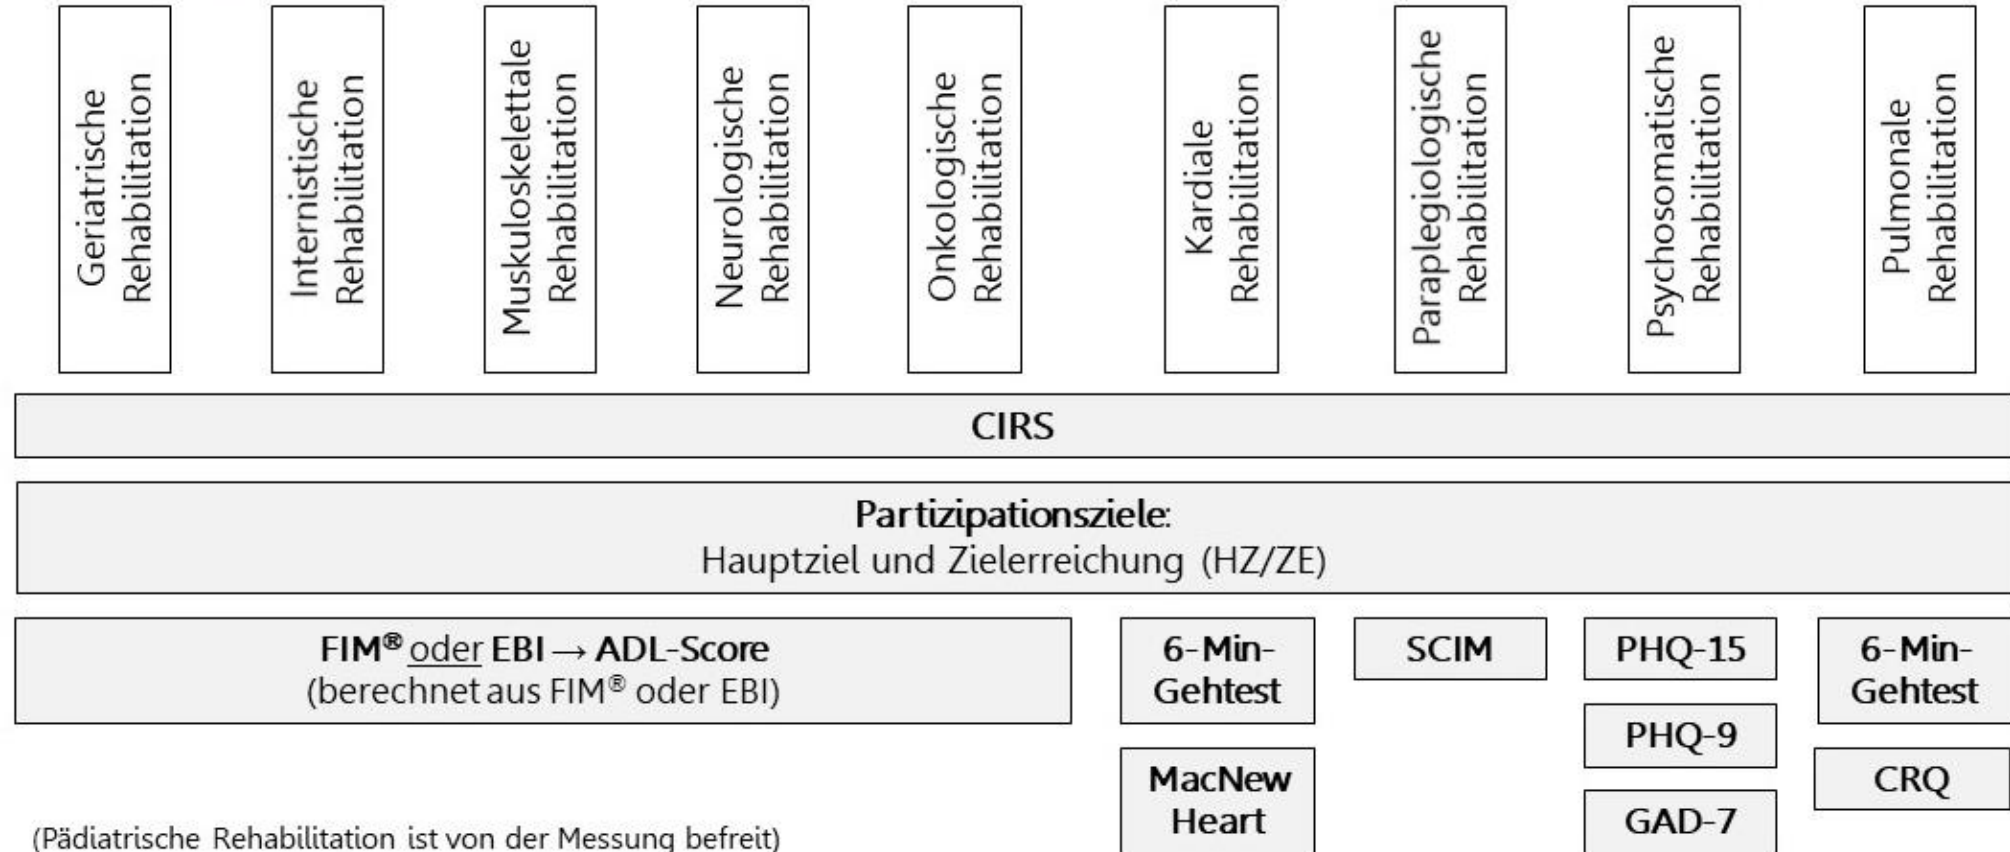 Geriatrische
Rehabilitation
Internistische
Rehabilitation
Muskuloskelettale
Rehabilitation
Neurologische
Rehabilitation
Onkologische
Rehabilitation
Kardiale
Rehabilitation
Paraplegiologische
Rehabilitation
Psychosomatische
Rehabilitation
Pulmonale
Rehabilitation
CIRS
Partizipationsziele:
Hauptziel und Zielerreichung (HZ/ZE)
FIM® oder EBI → ADL-Score
(berechnet aus FIM® oder EBI)
6-Min-
Gehtest
MacNew
Heart
SCIM
PHQ-15
PHQ-9
GAD-7
6-Min-
Gehtest
CRQ
(Pädiatrische Rehabilitation ist von der Messung befreit)